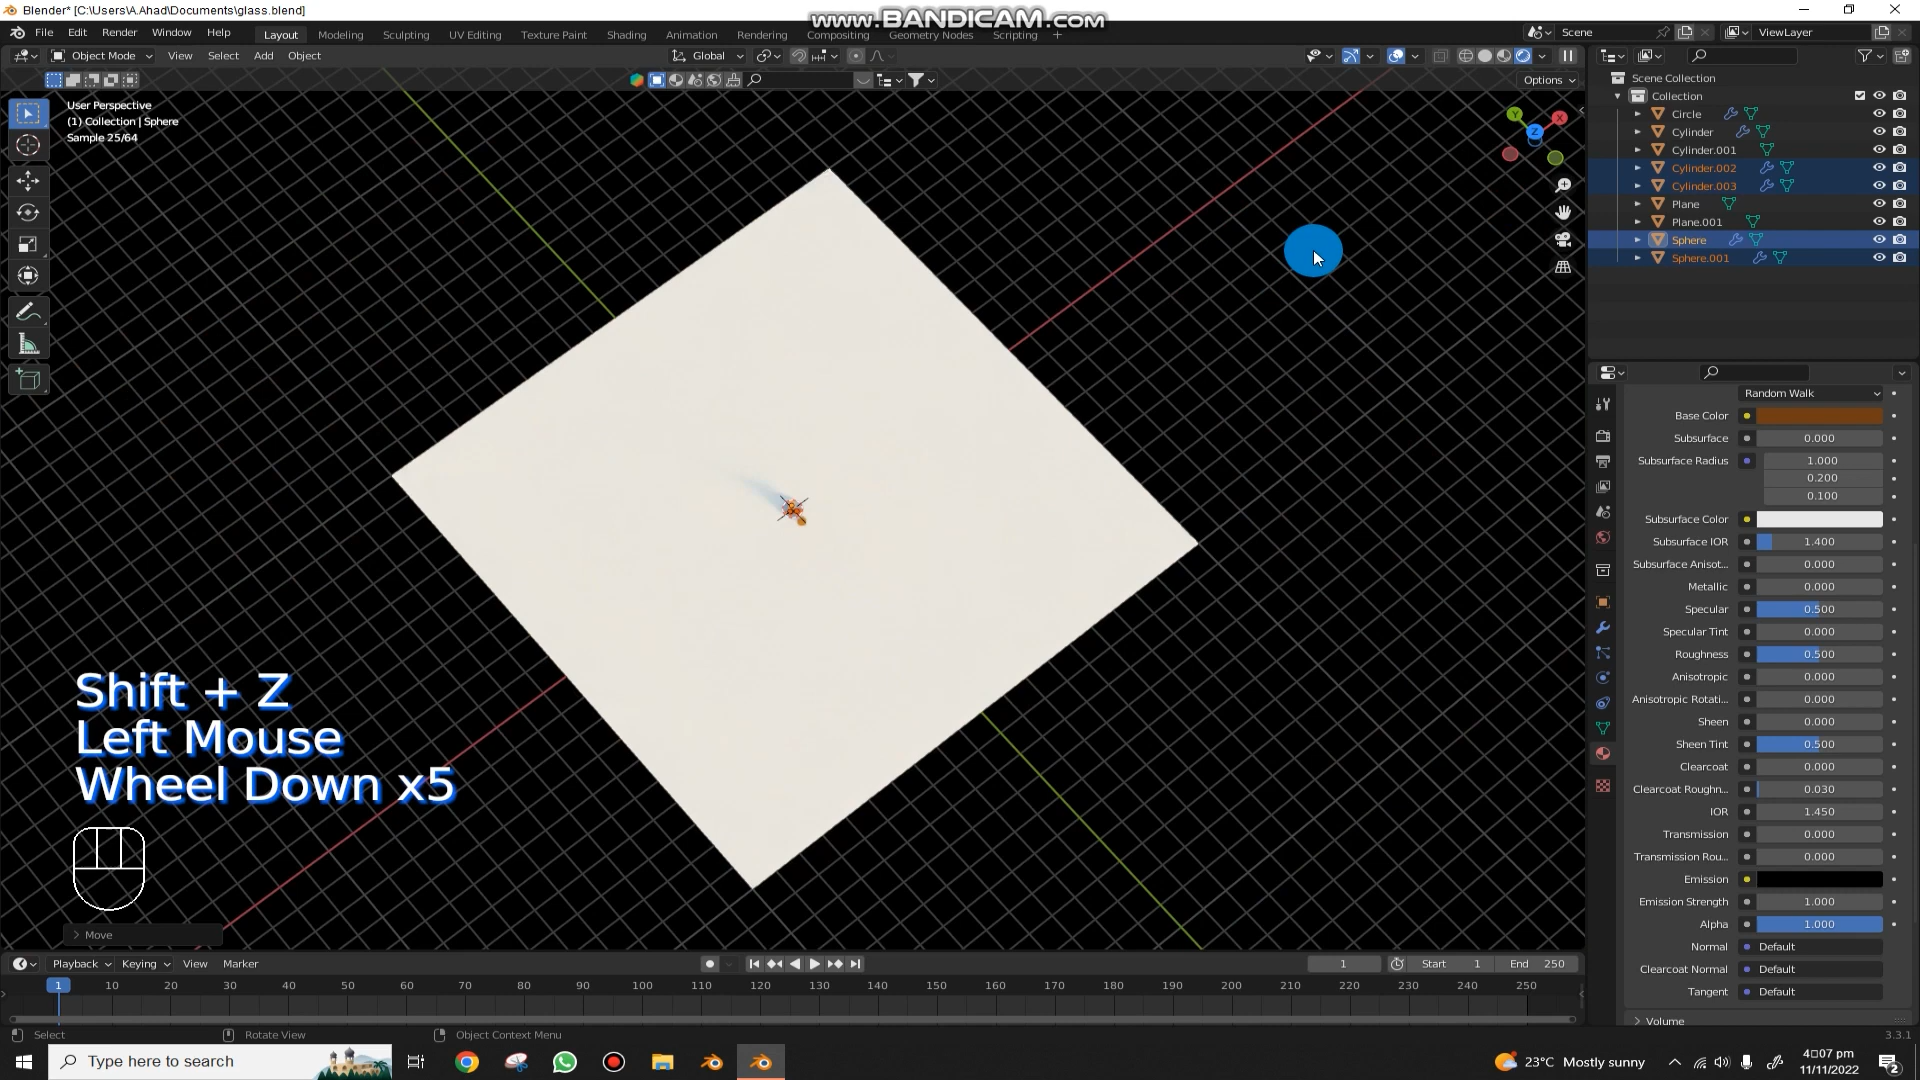 Blender* [C:\Users\A.Ahad\Documents\glass.blend]
www.BANDICAM.com
File Edit Render Window Help
Layout Modeling Sculpting UV Editing Texture Paint Shading Animation Rendering Compositing Geometry Nodes Scripting +
Scene
ViewLayer
Object Mode View Select Add Object
Global
Options
User Perspective
(1) Collection | Sphere
Sample 25/64
Y
X
Z
Scene Collection
Collection
Circle
Cylinder
Cylinder.001
Cylinder.002
Cylinder.003
Plane
Plane.001
Sphere
Sphere.001
Random Walk
Base Color
Subsurface 0.000
Subsurface Radius 1.000
0.200
0.100
Subsurface Color
Subsurface IOR 1.400
Subsurface Anisot... 0.000
Metallic 0.000
Specular 0.500
Specular Tint 0.000
Roughness 0.500
Anisotropic 0.000
Anisotropic Rotati... 0.000
Sheen 0.000
Sheen Tint 0.500
Clearcoat 0.000
Clearcoat Roughn... 0.030
IOR 1.450
Transmission 0.000
Transmission Rou... 0.000
Emission
Emission Strength 1.000
Alpha 1.000
Normal Default
Clearcoat Normal Default
Tangent Default
Volume
Shift + Z
Left Mouse
Wheel Down x5
Move
Playback Keying View Marker
1 Start 1 End 250
1 10 20 30 40 50 60 70 80 90 100 110 120 130 140 150 160 170 180 190 200 210 220 230 240 250
Select Rotate View Object Context Menu
3.3.1
Type here to search
23°C Mostly sunny
4□07 pm
11/11/2022
2